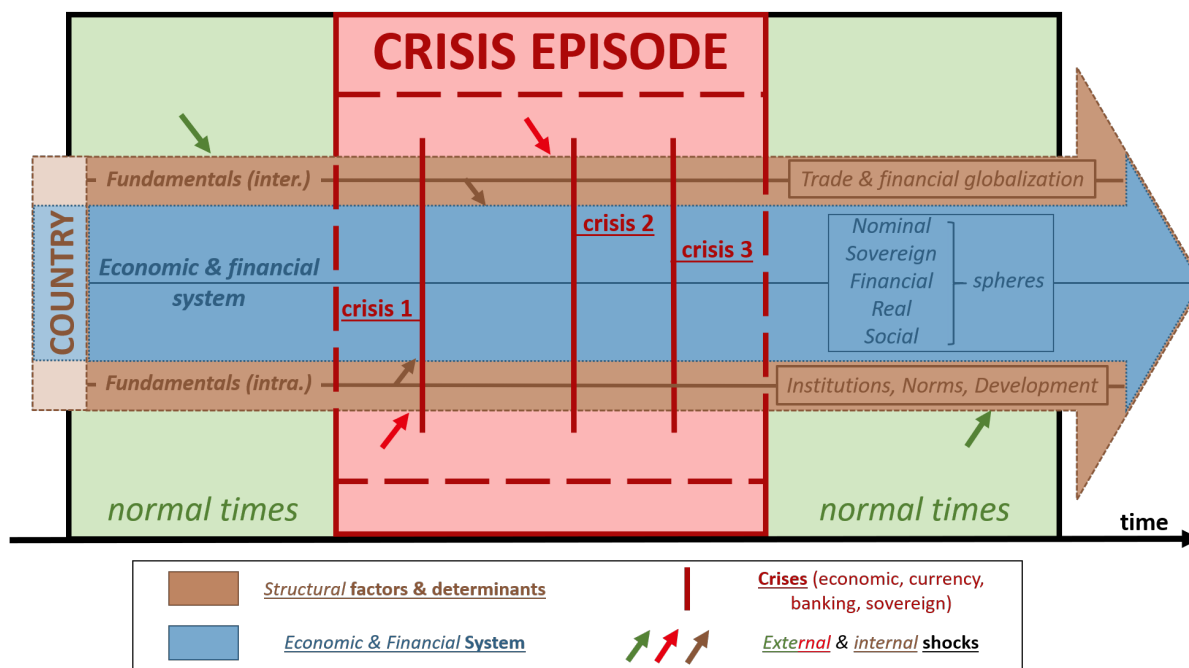 CRISIS EPISODE
Fundamentals (inter.)
Trade & financial globalization
COUNTRY
Economic & financial
system
crisis 1
crisis 2
crisis 3
Nominal
Sovereign
Financial
Real
Social
spheres
Fundamentals (intra.)
Institutions, Norms, Development
normal times
normal times
time
Structural factors & determinants
Crises (economic, currency,
banking, sovereign)
Economic & Financial System
External & internal shocks